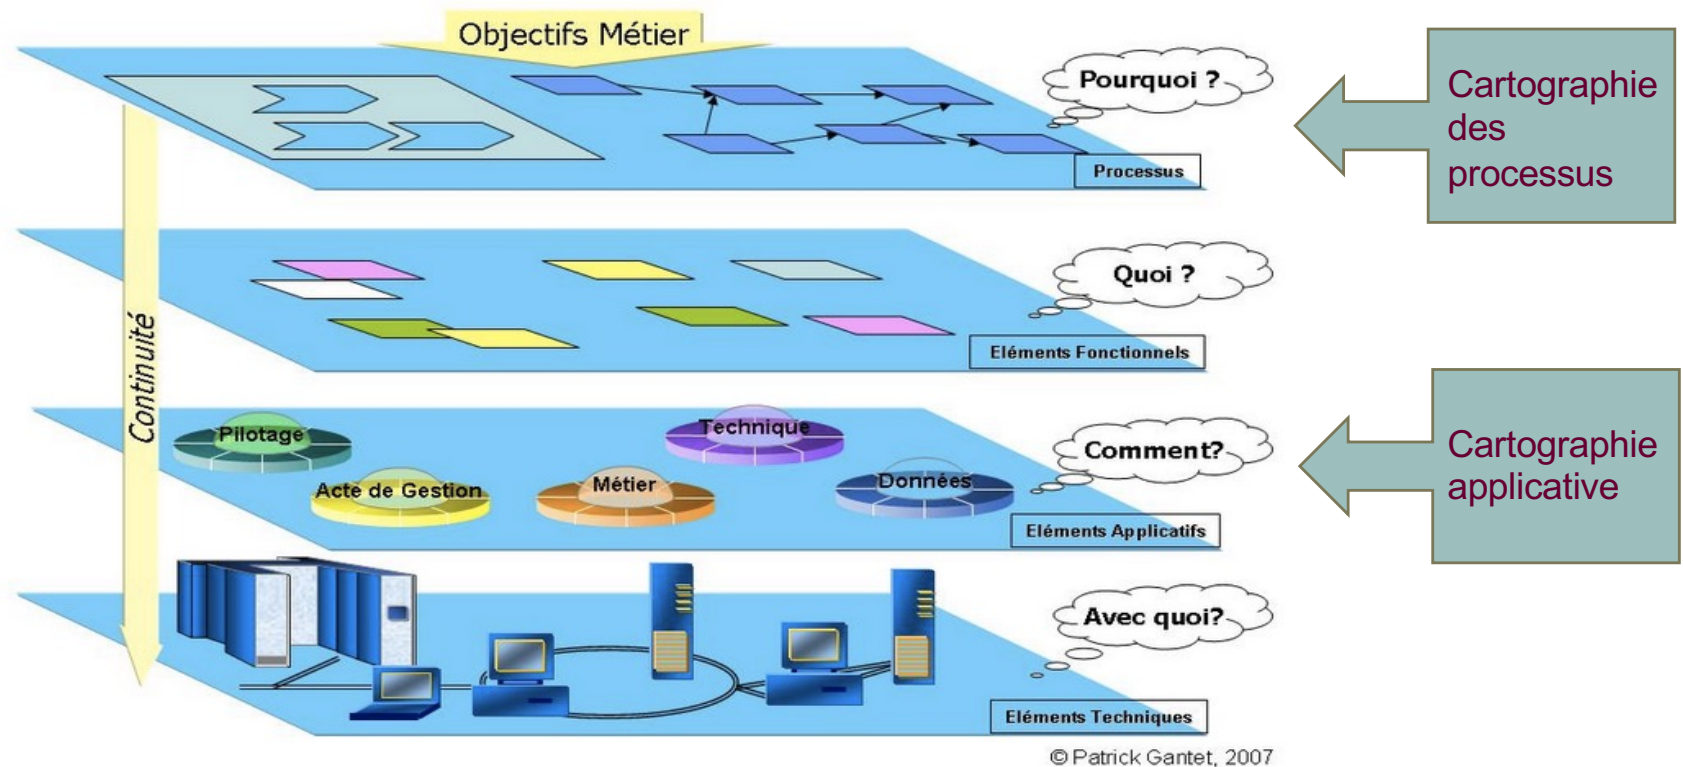 Objectifs Métier
Pourquoi ?
Cartographie
des
processus
Processus
Quoi ?
Eléments Fonctionnels
Continuité
Pilotage
Technique
Acte de Gestion
Métier
Données
Comment?
Cartographie
applicative
Eléments Applicatifs
Avec quoi?
Eléments Techniques
© Patrick Gantet, 2007